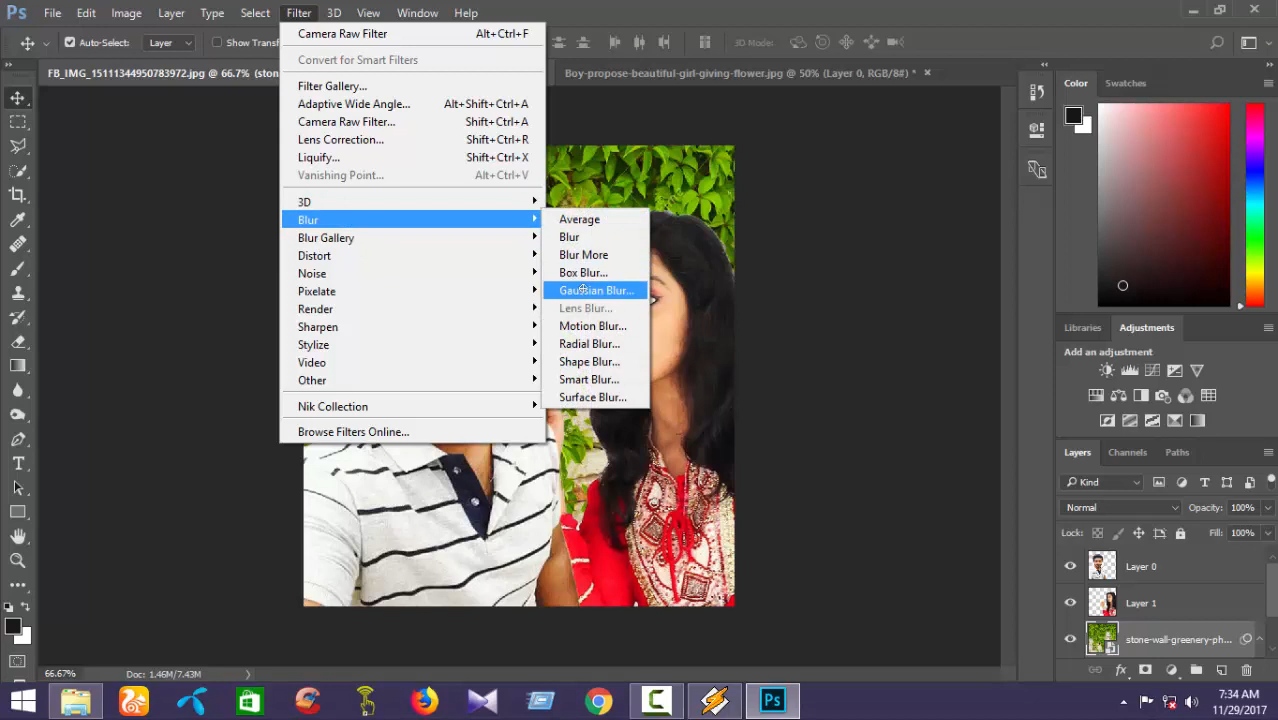 Ps File Edit Image Layer Type Select Filter 3D View Window Help
Auto-Select: Layer Show Transf 3D Mode:
FB_IMG_15111344950783972.jpg @ 66.7% (ston
Boy-propose-beautiful-girl-giving-flower.jpg @ 50% (Layer 0, RGB/8#) *
Camera Raw Filter Alt+Ctrl+F
Convert for Smart Filters
Filter Gallery...
Adaptive Wide Angle... Alt+Shift+Ctrl+A
Camera Raw Filter... Shift+Ctrl+A
Lens Correction... Shift+Ctrl+R
Liquify... Shift+Ctrl+X
Vanishing Point... Alt+Ctrl+V
3D
Blur
Blur Gallery
Distort
Noise
Pixelate
Render
Sharpen
Stylize
Video
Other
Nik Collection
Browse Filters Online...
Average
Blur
Blur More
Box Blur...
Gaussian Blur...
Lens Blur...
Motion Blur...
Radial Blur...
Shape Blur...
Smart Blur...
Surface Blur...
Color Swatches
Libraries Adjustments
Add an adjustment
Layers Channels Paths
Kind
Normal Opacity: 100%
Lock: Fill: 100%
Layer 0
Layer 1
stone-wall-greenery-ph...
66.67% Doc: 1.46M/7.43M
Ps
7:34 AM
11/29/2017